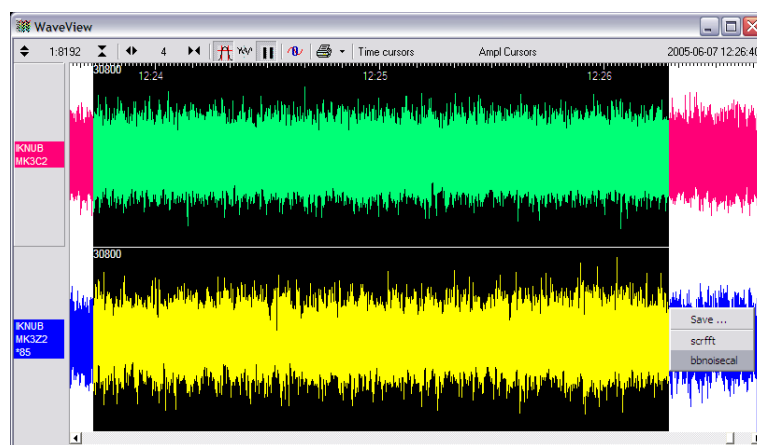 WaveView
1:8192 4 Time cursors Ampl Cursors 2005-06-07 12:26:40
30800
12:24 12:25 12:26
IKNUB
MK3C2
30800
IKNUB
MK3Z2
*85
Save ...
scrfft
bbnoisecal